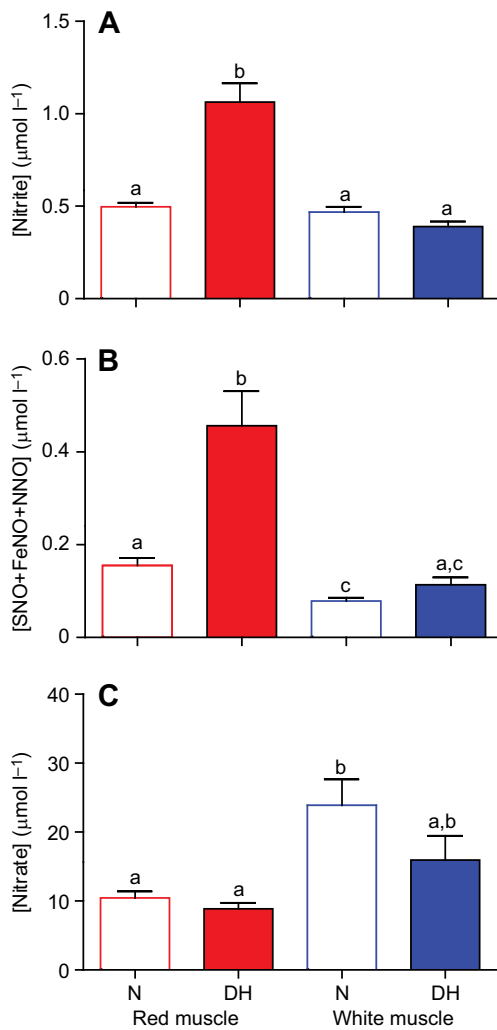 A
[Nitrite] (μmol l⁻¹)
1.5
1.0
0.5
0
a
b
a
a
B
[SNO+FeNO+NNO] (μmol l⁻¹)
0.6
0.4
0.2
0
a
b
c
a,c
C
[Nitrate] (μmol l⁻¹)
40
30
20
10
0
a
a
b
a,b
N DH N DH
Red muscle White muscle